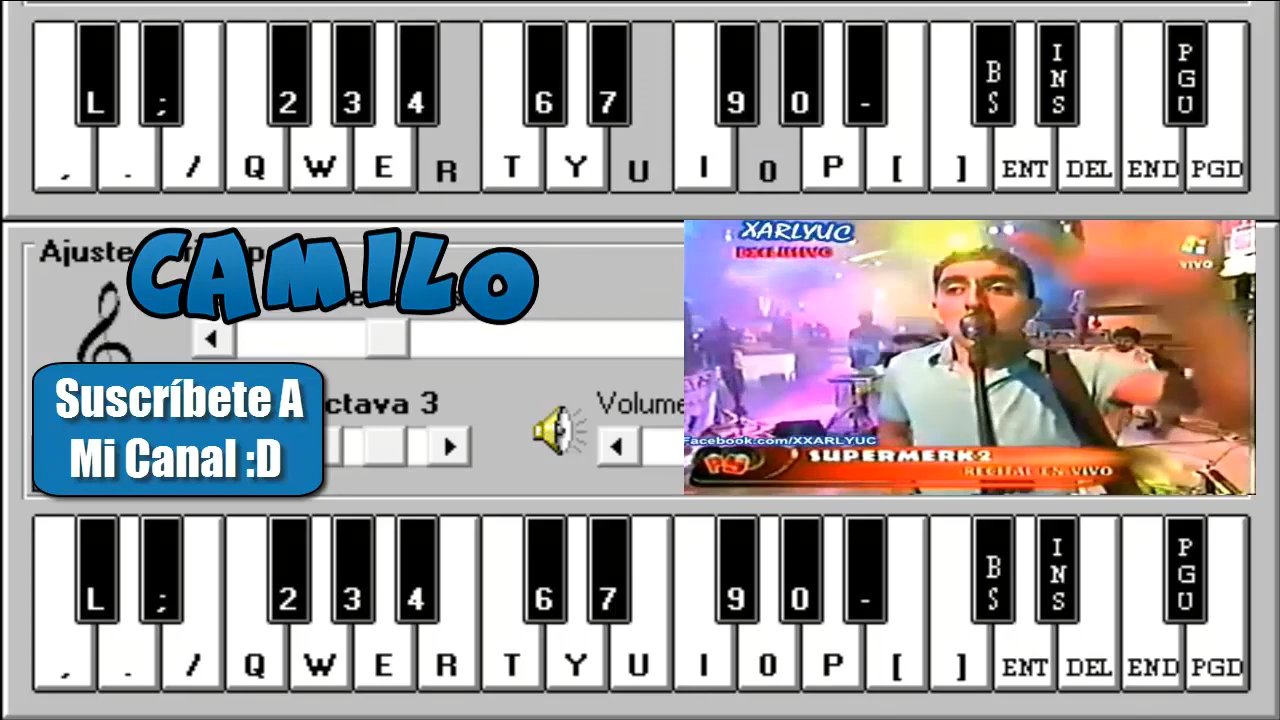 L ; 2 3 4 6 7 9 0 - BS INS PGU
, . / Q W E R T Y U I O P [ ] ENT DEL END PGD
CAMILO
Suscríbete A
Mi Canal :D
ctava 3
XARLYUC
EXCLUSIVO
VIVO
Facebook.com/XXARLYUC
SUPERMERK2
RECITAL EN VIVO
L ; 2 3 4 6 7 9 0 - BS INS PGU
, . / Q W E R T Y U I O P [ ] ENT DEL END PGD